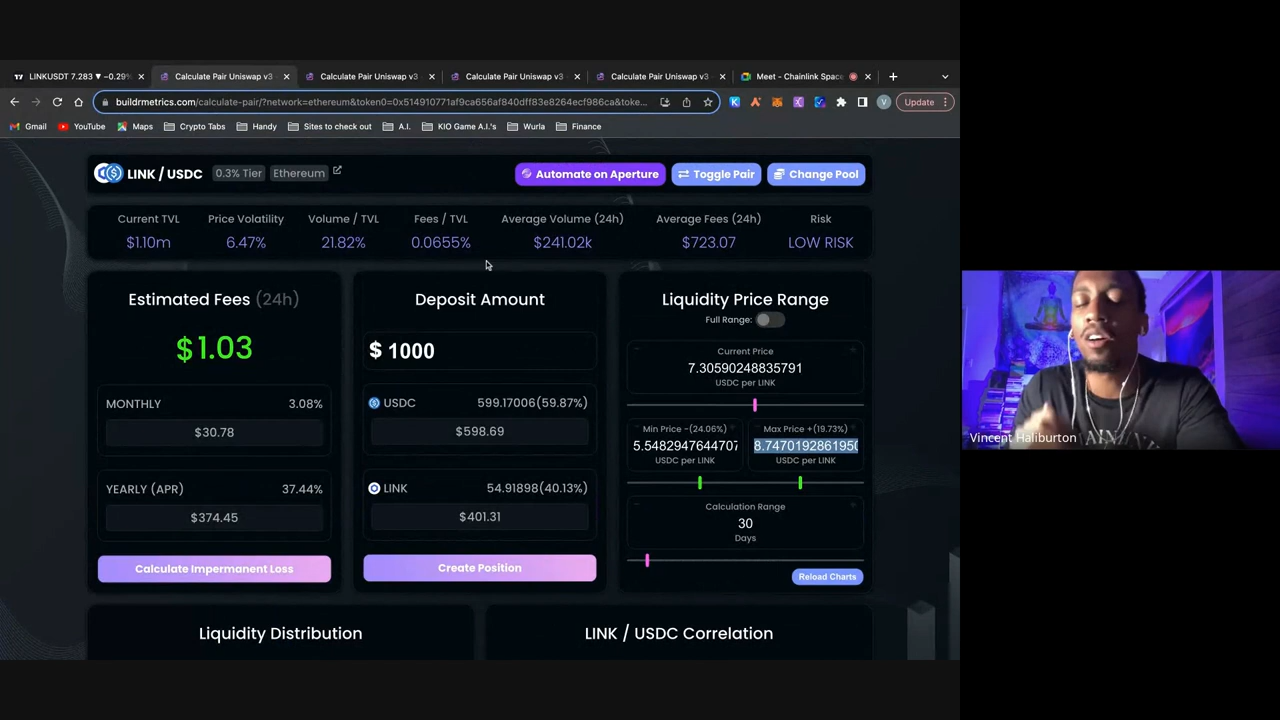 LINKUSDT 7.283 ▼ −0.29%
Calculate Pair Uniswap v3
Calculate Pair Uniswap v3
Calculate Pair Uniswap v3
Calculate Pair Uniswap v3
Meet - Chainlink Spac
buildrmetrics.com/calculate-pair/?network=ethereum&token0=0x514910771af9ca656af840dff83e8264ecf986ca&toke...
V
Update
Gmail
YouTube
Maps
Crypto Tabs
Handy
Sites to check out
A.I.
KIO Game A.I.'s
Wurla
Finance
LINK / USDC
0.3% Tier
Ethereum
Automate on Aperture
Toggle Pair
Change Pool
Current TVL
$1.10m
Price Volatility
6.47%
Volume / TVL
21.82%
Fees / TVL
0.0655%
Average Volume (24h)
$241.02k
Average Fees (24h)
$723.07
Risk
LOW RISK
Estimated Fees (24h)
$1.03
MONTHLY 3.08%
$30.78
YEARLY (APR) 37.44%
$374.45
Calculate Impermanent Loss
Deposit Amount
$ 1000
USDC 599.17006(59.87%)
$598.69
LINK 54.91898(40.13%)
$401.31
Create Position
Liquidity Price Range
Full Range:
Current Price
7.30590248835791
USDC per LINK
Min Price -(24.06%)
5.5482947644707
USDC per LINK
Max Price +(19.73%)
8.7470192861950
USDC per LINK
Calculation Range
30
Days
Reload Charts
Liquidity Distribution
LINK / USDC Correlation
Vincent Haliburton